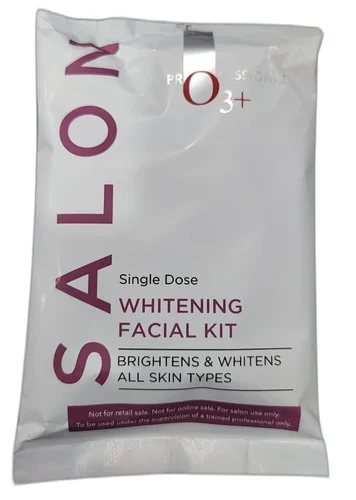 SALON
O3+
Single Dose
WHITENING
FACIAL KIT
BRIGHTENS & WHITENS
ALL SKIN TYPES
Not for retail sale. Not for online sale. For salon use only.
To be used under the supervision of a trained professional only.